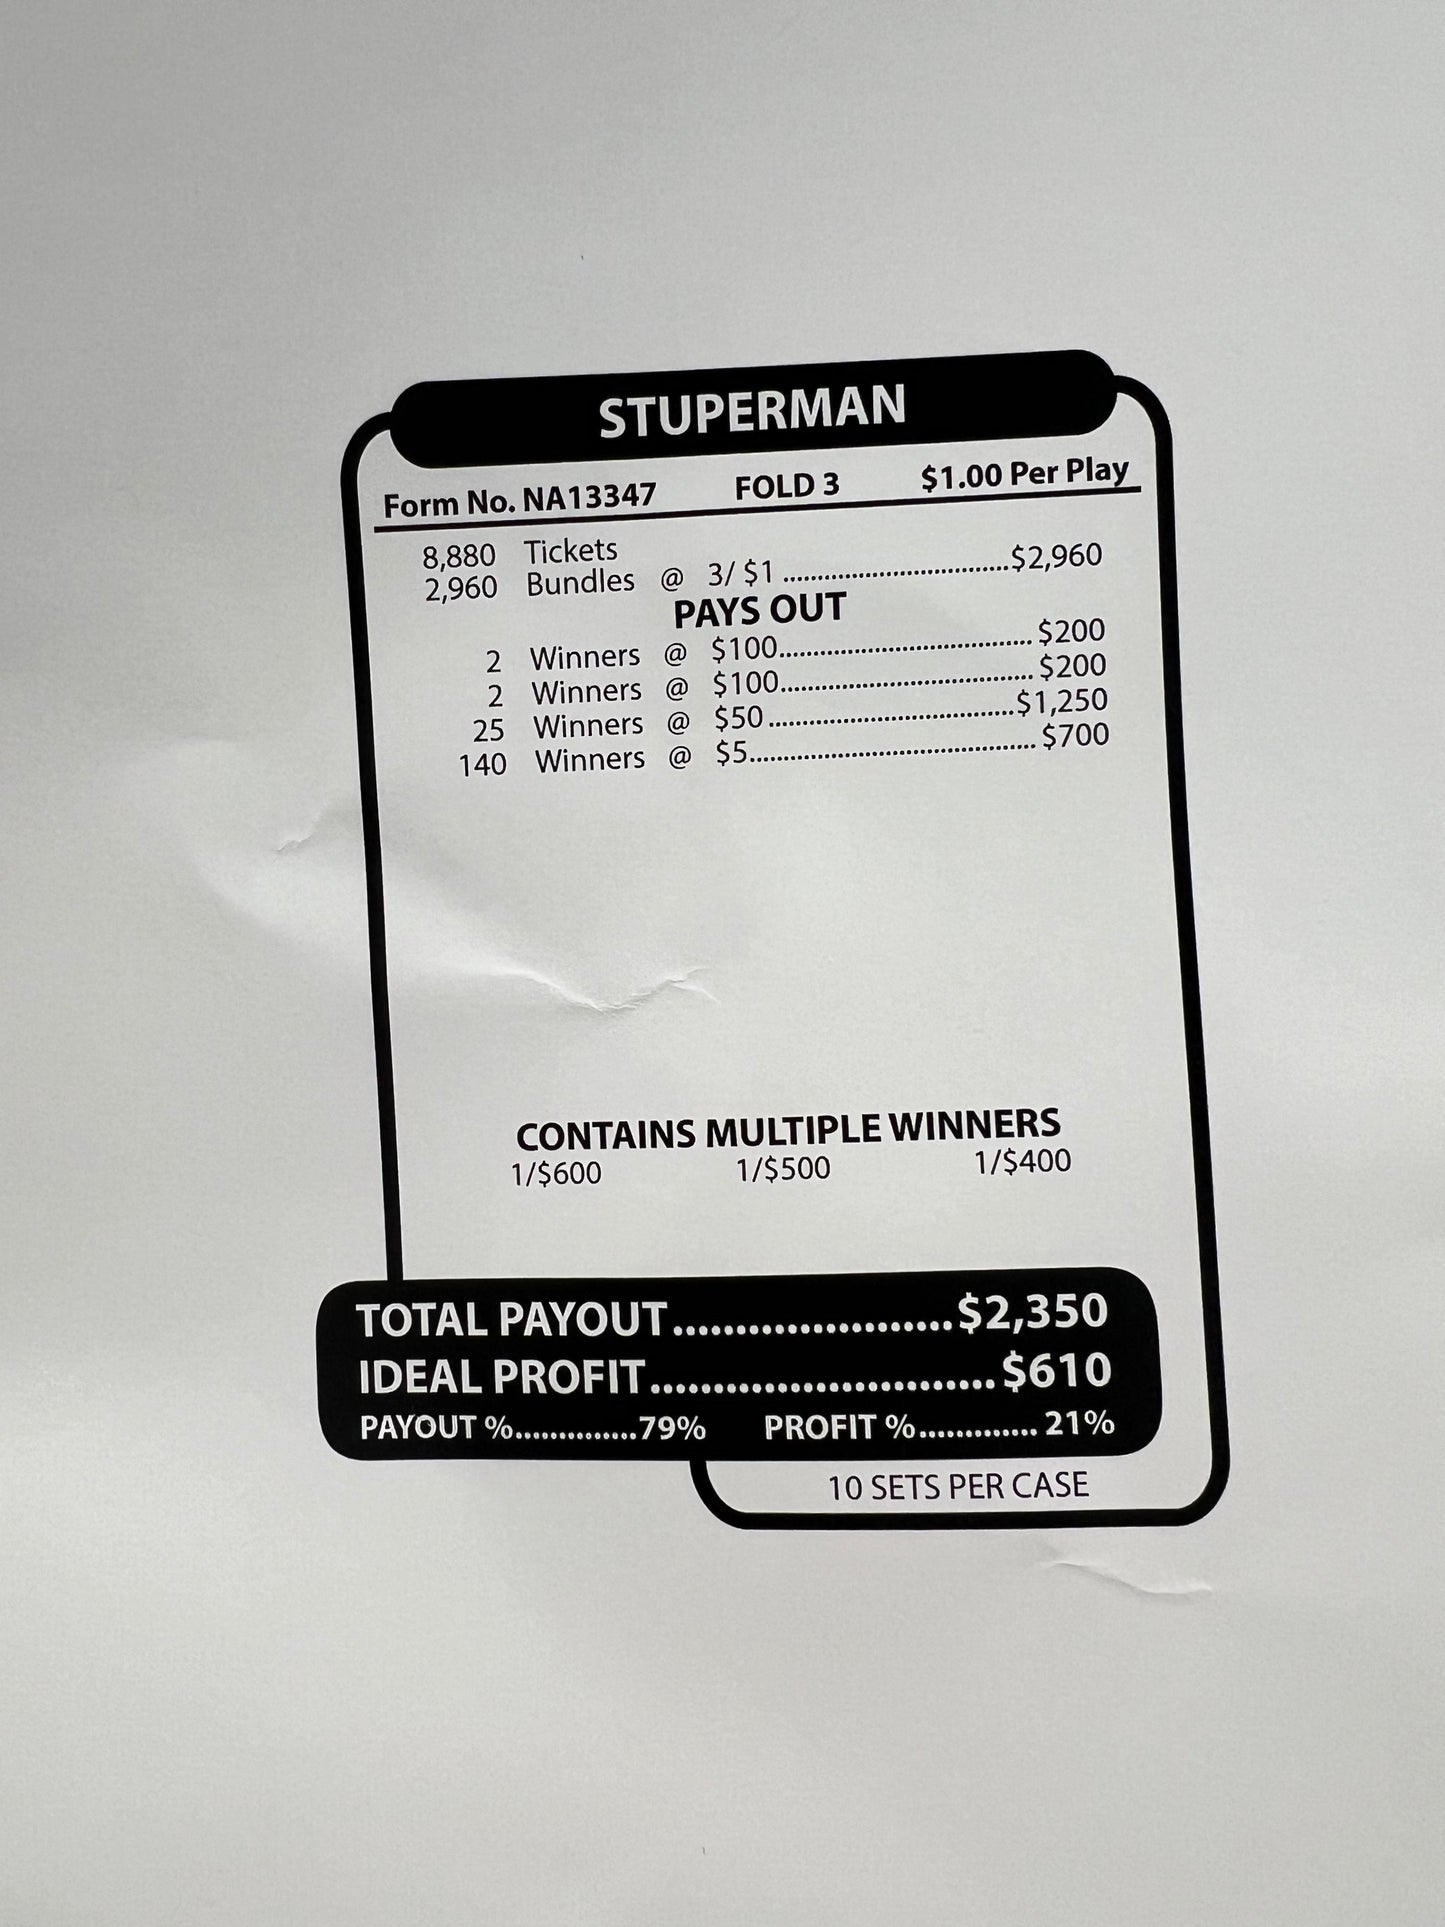 STUPERMAN
Form No. NA13347 FOLD 3 $1.00 Per Play
8,880 Tickets
2,960 Bundles @ 3/ $1 ........................................ $2,960
PAYS OUT
2 Winners @ $100........................................ $200
2 Winners @ $100........................................ $200
25 Winners @ $50........................................ $1,250
140 Winners @ $5........................................ $700
CONTAINS MULTIPLE WINNERS
1/$600 1/$500 1/$400
TOTAL PAYOUT......................$2,350
IDEAL PROFIT...........................$610
PAYOUT %..............79% PROFIT %............. 21%
10 SETS PER CASE